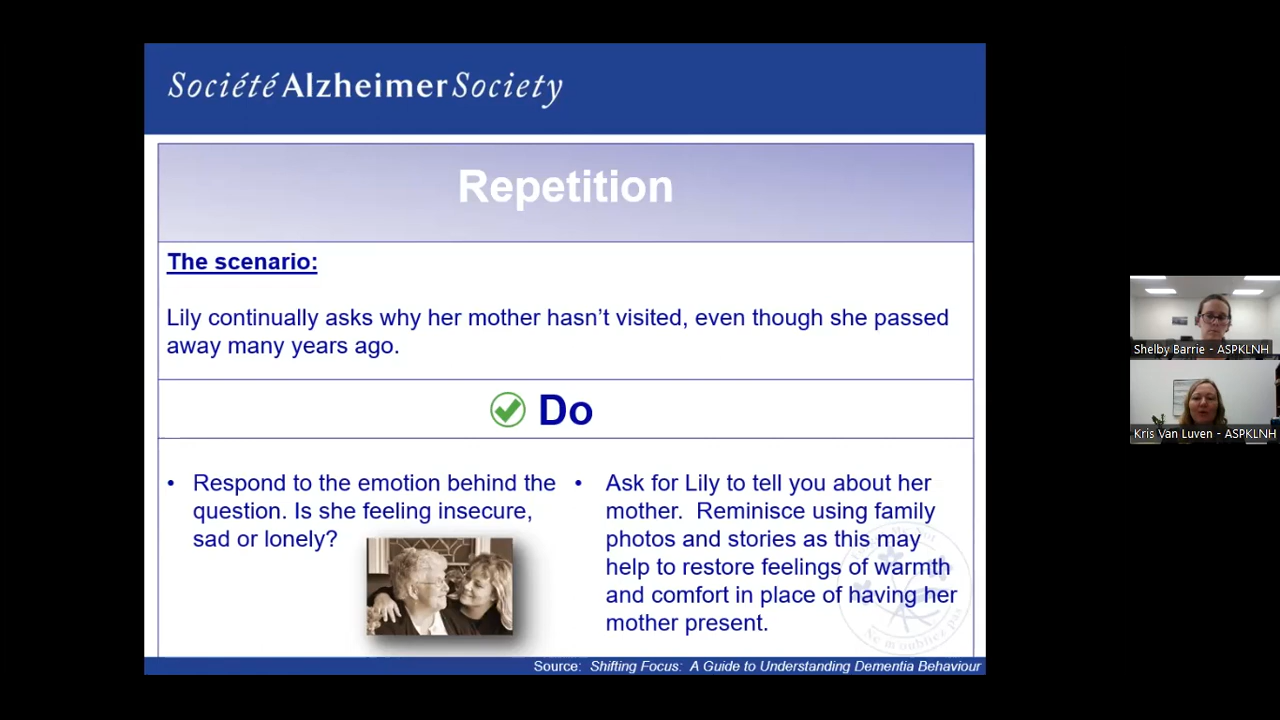 Société Alzheimer Society
Repetition
The scenario:
Lily continually asks why her mother hasn’t visited, even though she passed
away many years ago.
Do
• Respond to the emotion behind the
question. Is she feeling insecure,
sad or lonely?
• Ask for Lily to tell you about her
mother.  Reminisce using family
photos and stories as this may
help to restore feelings of warmth
and comfort in place of having her
mother present.
Ne m'oubliez pas
Source:  Shifting Focus:  A Guide to Understanding Dementia Behaviour
Shelby Barrie - ASPKLNH
Kris Van Luven - ASPKLNH